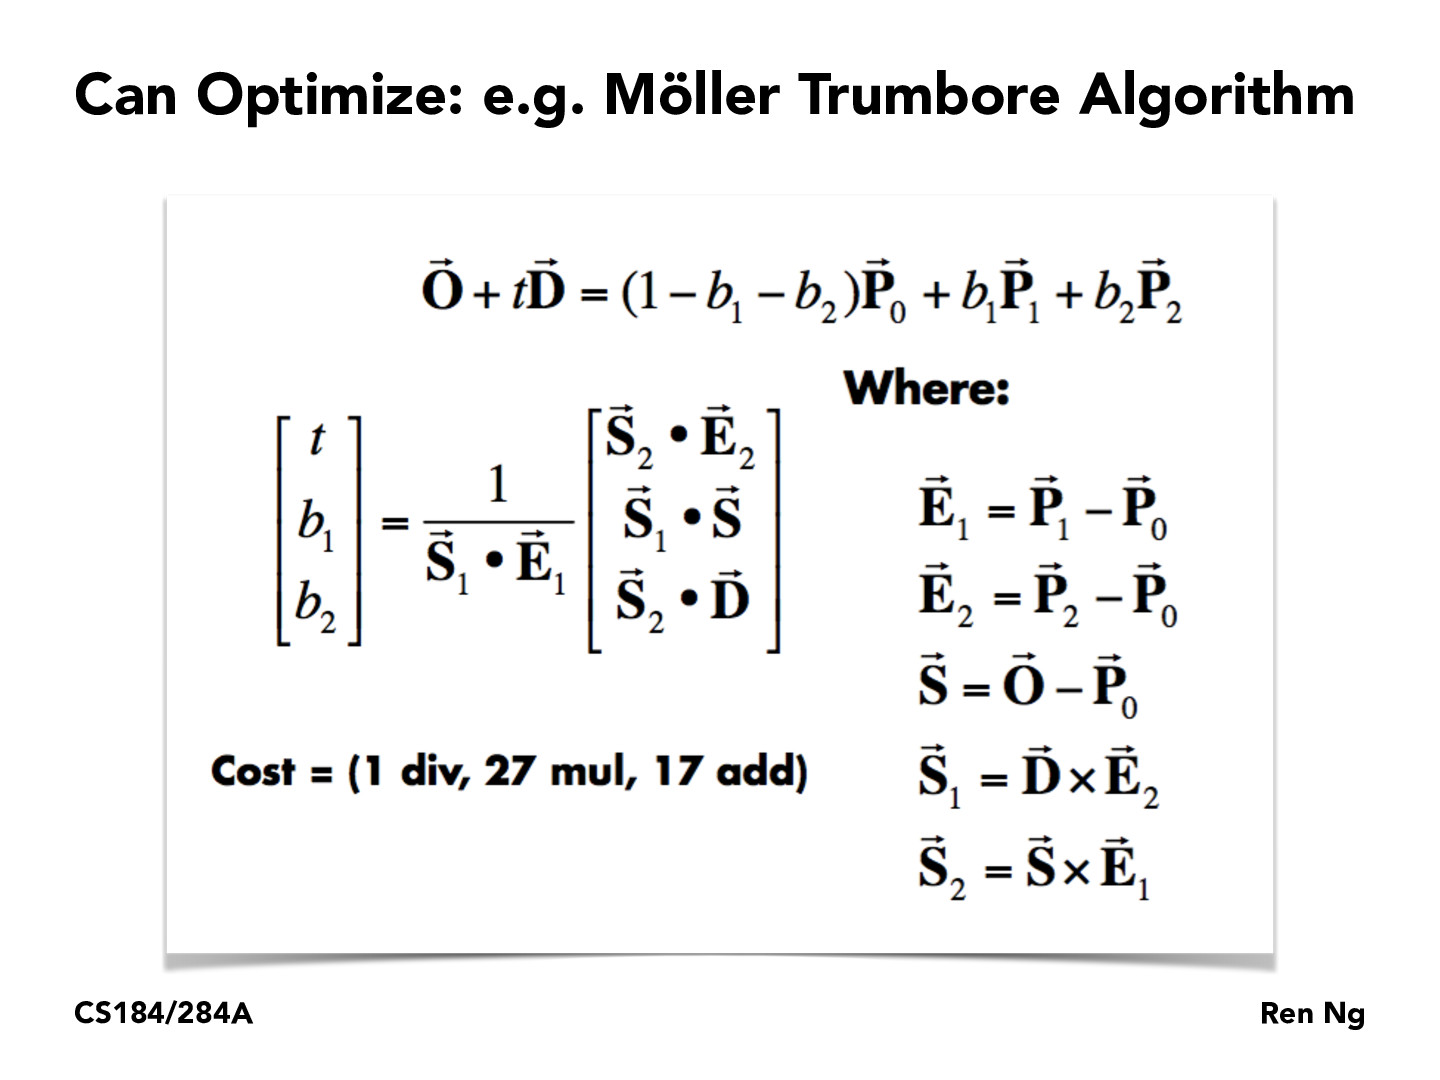 Can Optimize: e.g. Möller Trumbore Algorithm
$\vec{\mathbf{O}} + t\vec{\mathbf{D}} = (1 - b_1 - b_2)\vec{\mathbf{P}}_0 + b_1\vec{\mathbf{P}}_1 + b_2\vec{\mathbf{P}}_2$
$\begin{bmatrix} t \\ b_1 \\ b_2 \end{bmatrix} = \frac{1}{\vec{\mathbf{S}}_1 \bullet \vec{\mathbf{E}}_1} \begin{bmatrix} \vec{\mathbf{S}}_2 \bullet \vec{\mathbf{E}}_2 \\ \vec{\mathbf{S}}_1 \bullet \vec{\mathbf{S}} \\ \vec{\mathbf{S}}_2 \bullet \vec{\mathbf{D}} \end{bmatrix}$
Cost = (1 div, 27 mul, 17 add)
Where:
$\vec{\mathbf{E}}_1 = \vec{\mathbf{P}}_1 - \vec{\mathbf{P}}_0$
$\vec{\mathbf{E}}_2 = \vec{\mathbf{P}}_2 - \vec{\mathbf{P}}_0$
$\vec{\mathbf{S}} = \vec{\mathbf{O}} - \vec{\mathbf{P}}_0$
$\vec{\mathbf{S}}_1 = \vec{\mathbf{D}} \times \vec{\mathbf{E}}_2$
$\vec{\mathbf{S}}_2 = \vec{\mathbf{S}} \times \vec{\mathbf{E}}_1$
CS184/284A
Ren Ng